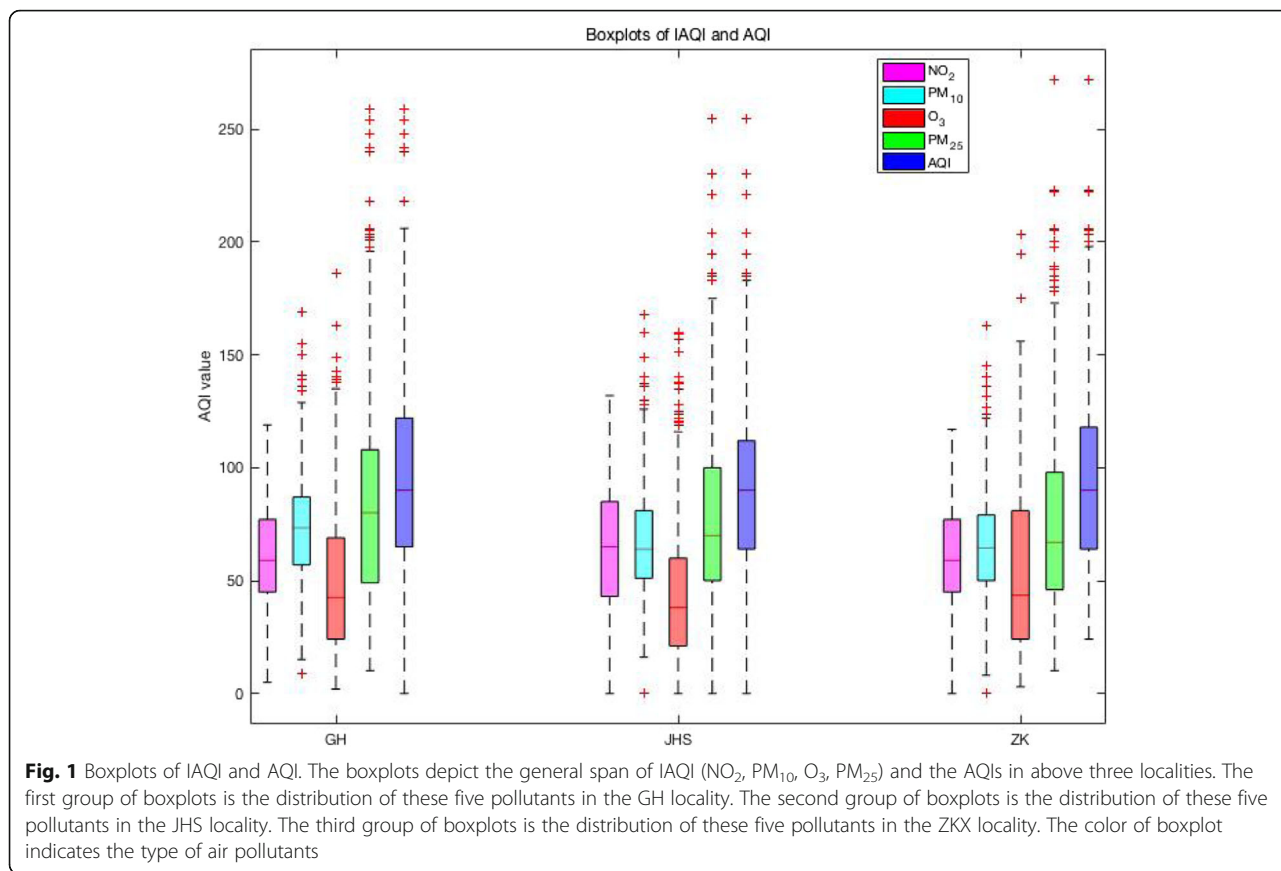 Boxplots of IAQI and AQI
NO2
PM10
O3
PM25
AQI
AQI value
250
200
150
100
50
0
GH
JHS
ZK
Fig. 1 Boxplots of IAQI and AQI. The boxplots depict the general span of IAQI (NO2, PM10, O3, PM25) and the AQIs in above three localities. The
first group of boxplots is the distribution of these five pollutants in the GH locality. The second group of boxplots is the distribution of these five
pollutants in the JHS locality. The third group of boxplots is the distribution of these five pollutants in the ZKX locality. The color of boxplot
indicates the type of air pollutants